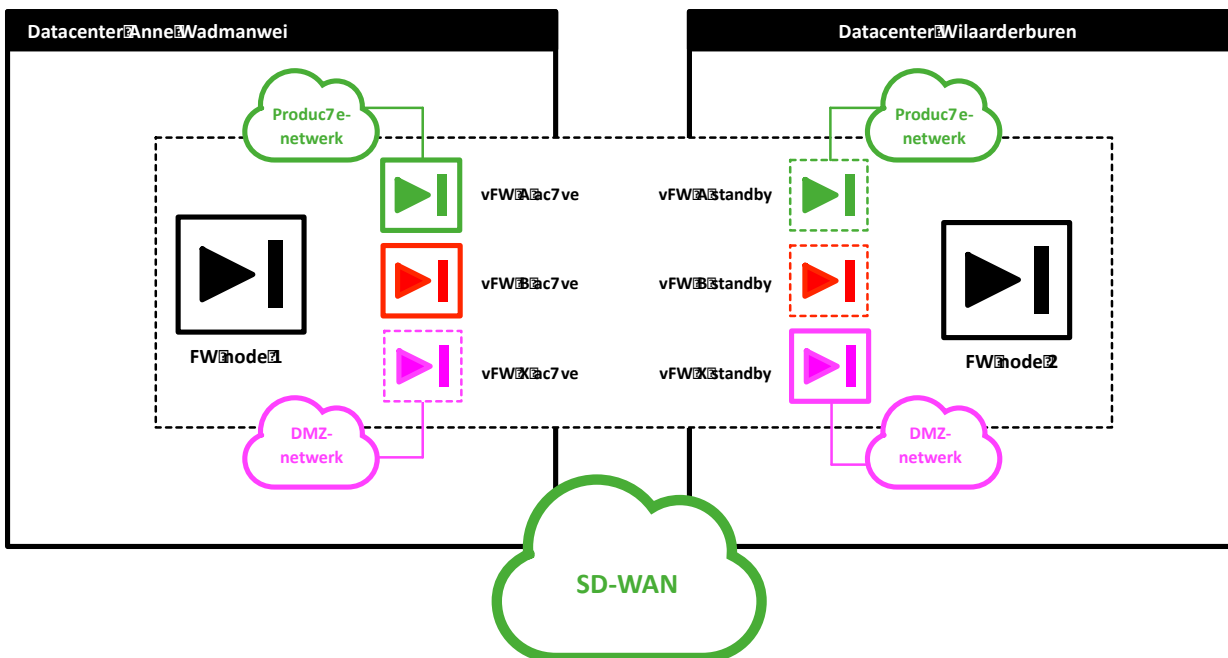 Datacenter⍰Anne⍰Wadmanwei
Datacenter⍰Wilaarderburen
Produc7e-
netwerk
Produc7e-
netwerk
vFW⍰A⍰ac7ve
vFW⍰A⍰standby
vFW⍰B⍰ac7ve
vFW⍰B⍰standby
FW⍰node⍰1
vFW⍰X⍰ac7ve
vFW⍰X⍰standby
FW⍰node⍰2
DMZ-
netwerk
DMZ-
netwerk
SD-WAN